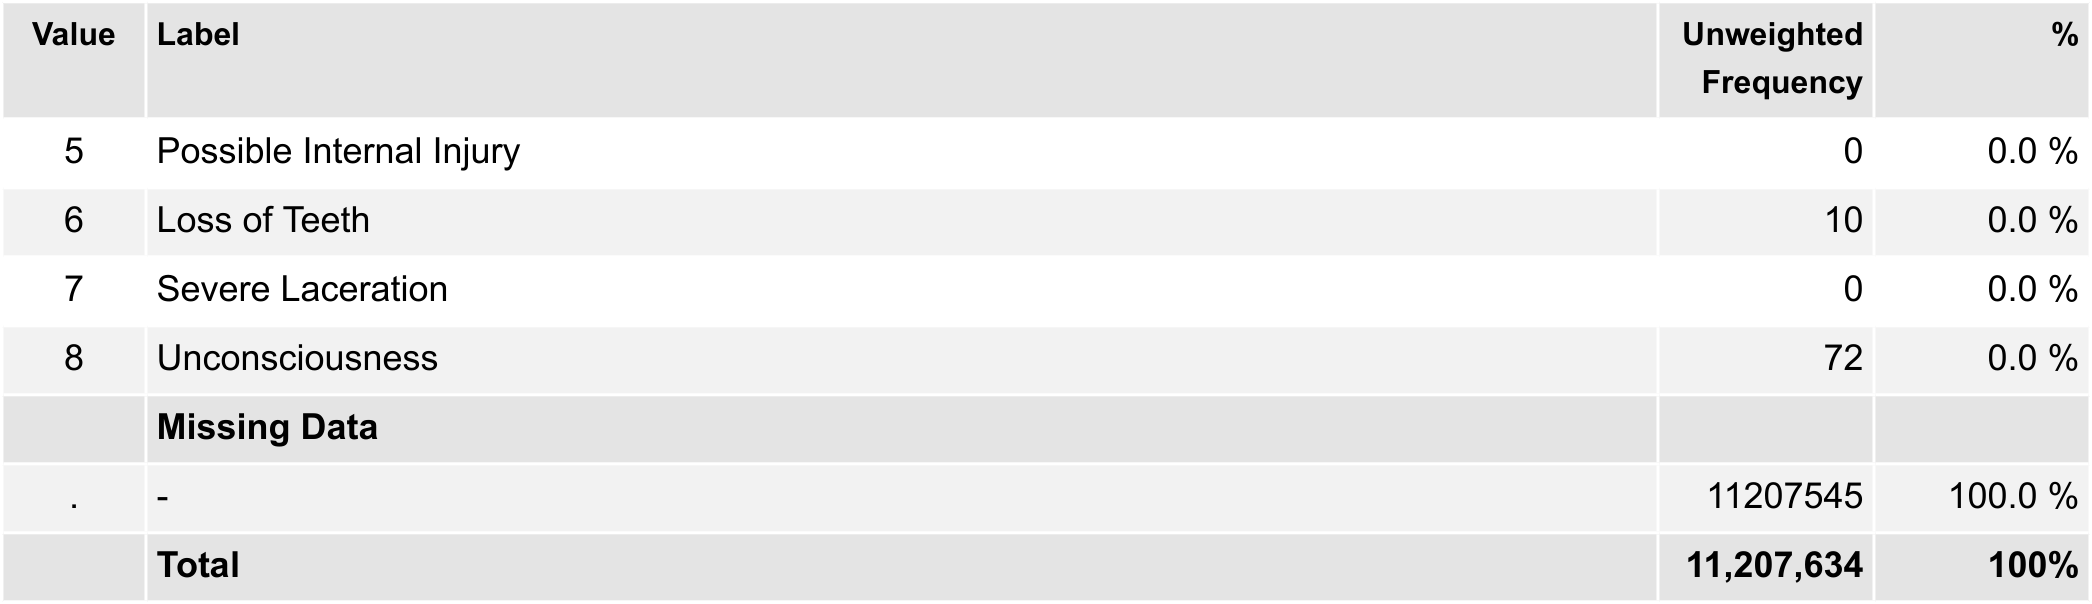 Value Label Unweighted Frequency %
5 Possible Internal Injury 0 0.0 %
6 Loss of Teeth 10 0.0 %
7 Severe Laceration 0 0.0 %
8 Unconsciousness 72 0.0 %
Missing Data
. - 11207545 100.0 %
Total 11,207,634 100%